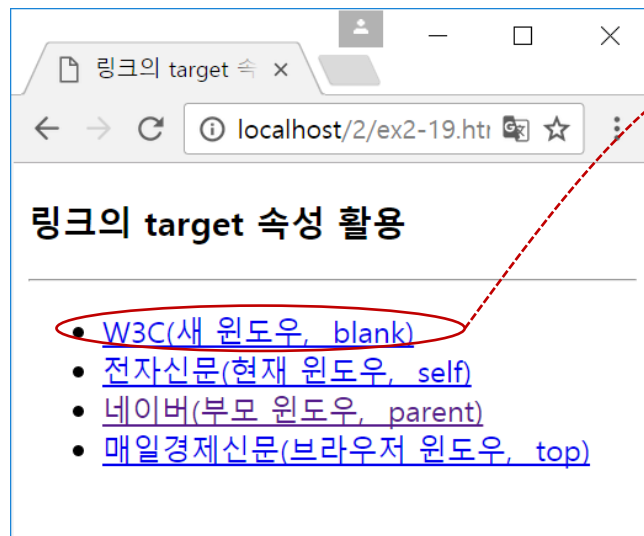 링크의 target 속
localhost/2/ex2-19.htm
링크의 target 속성 활용
W3C(새 윈도우, _blank)
전자신문(현재 윈도우, _self)
네이버(부모 윈도우, _parent)
매일경제신문(브라우저 윈도우, _top)